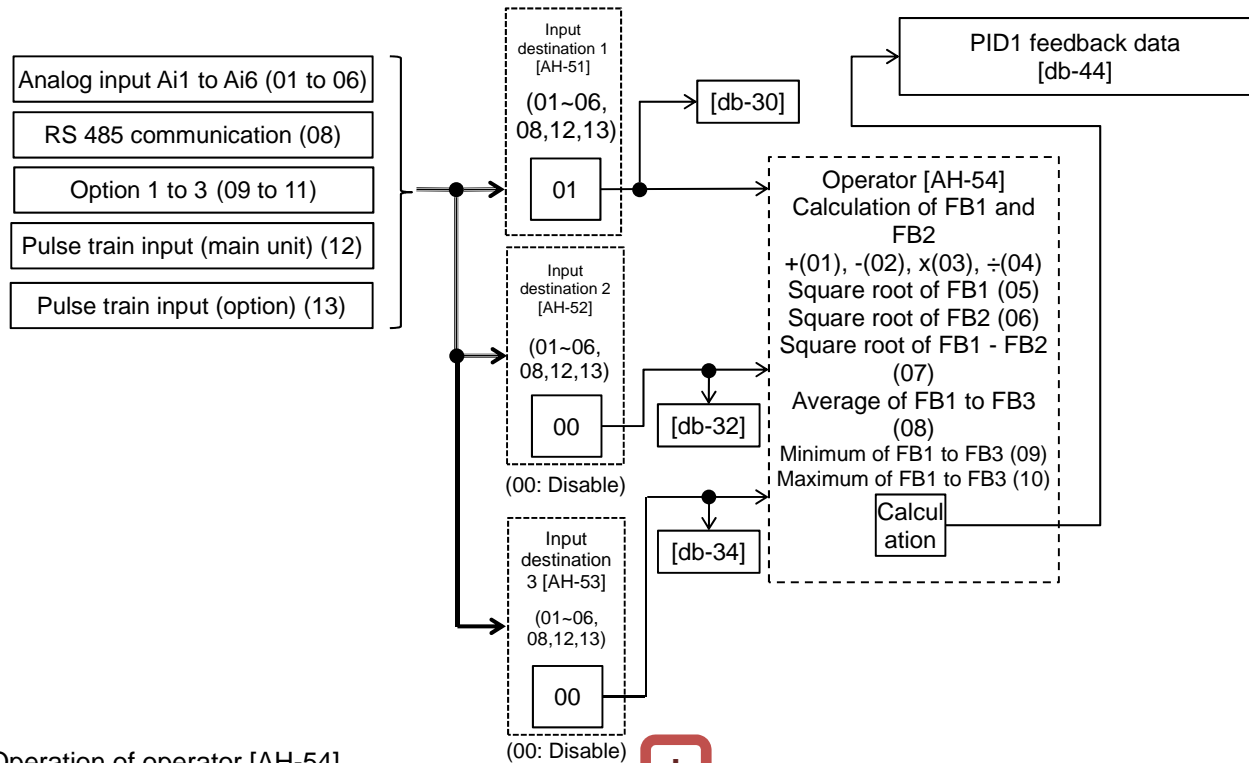 Analog input Ai1 to Ai6 (01 to 06)
RS 485 communication (08)
Option 1 to 3 (09 to 11)
Pulse train input (main unit) (12)
Pulse train input (option) (13)
Input
destination 1
[AH-51]
(01~06,
08,12,13)
01
[db-30]
Input
destination 2
[AH-52]
(01~06,
08,12,13)
00
[db-32]
(00: Disable)
Input
destination
3 [AH-53]
(01~06,
08,12,13)
00
[db-34]
(00: Disable)
PID1 feedback data
[db-44]
Operator [AH-54]
Calculation of FB1 and
FB2
+(01), -(02), x(03), ÷(04)
Square root of FB1 (05)
Square root of FB2 (06)
Square root of FB1 - FB2
(07)
Average of FB1 to FB3
(08)
Minimum of FB1 to FB3 (09)
Maximum of FB1 to FB3 (10)
Calcul
ation
Operation of operator [AH-54]